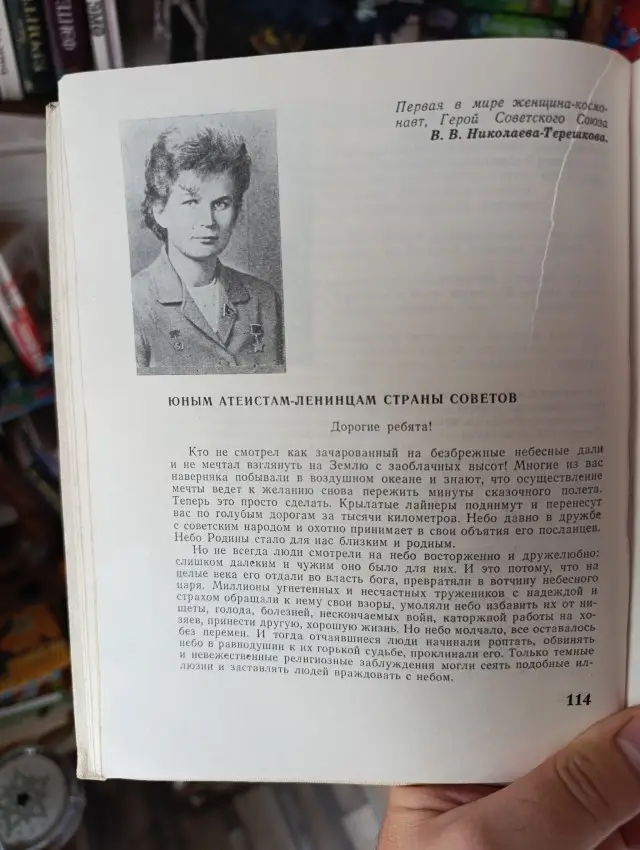 Первая в мире женщина-космо-
навт, Герой Советского Союза
В. В. Николаева-Терешкова.
ЮНЫМ АТЕИСТАМ-ЛЕНИНЦАМ СТРАНЫ СОВЕТОВ
Дорогие ребята!
Кто не смотрел как зачарованный на безбрежные небесные дали
и не мечтал взглянуть на Землю с заоблачных высот! Многие из вас
наверняка побывали в воздушном океане и знают, что осуществление
мечты ведет к желанию снова пережить минуты сказочного полета.
Теперь это просто сделать. Крылатые лайнеры поднимут и перенесут
вас по голубым дорогам за тысячи километров. Небо давно в дружбе
с советским народом и охотно принимает в свои объятия его посланцев.
Небо Родины стало для нас близким и родным.
Но не всегда люди смотрели на небо восторженно и дружелюбно:
слишком далеким и чужим оно было для них. И это потому, что на
целые века его отдали во власть бога, превратили в вотчину небесного
царя. Миллионы угнетенных и несчастных тружеников с надеждой и
страхом обращали к нему свои взоры, умоляли небо избавить их от ни-
щеты, голода, болезней, нескончаемых войн, каторжной работы на хо-
зяев, принести другую, хорошую жизнь. Но небо молчало, все оставалось
без перемен. И тогда отчаявшиеся люди начинали роптать, обвинять
небо в равнодушии к их горькой судьбе, проклинали его. Только темные
и невежественные религиозные заблуждения могли сеять подобные ил-
люзии и заставлять людей враждовать с небом.
114